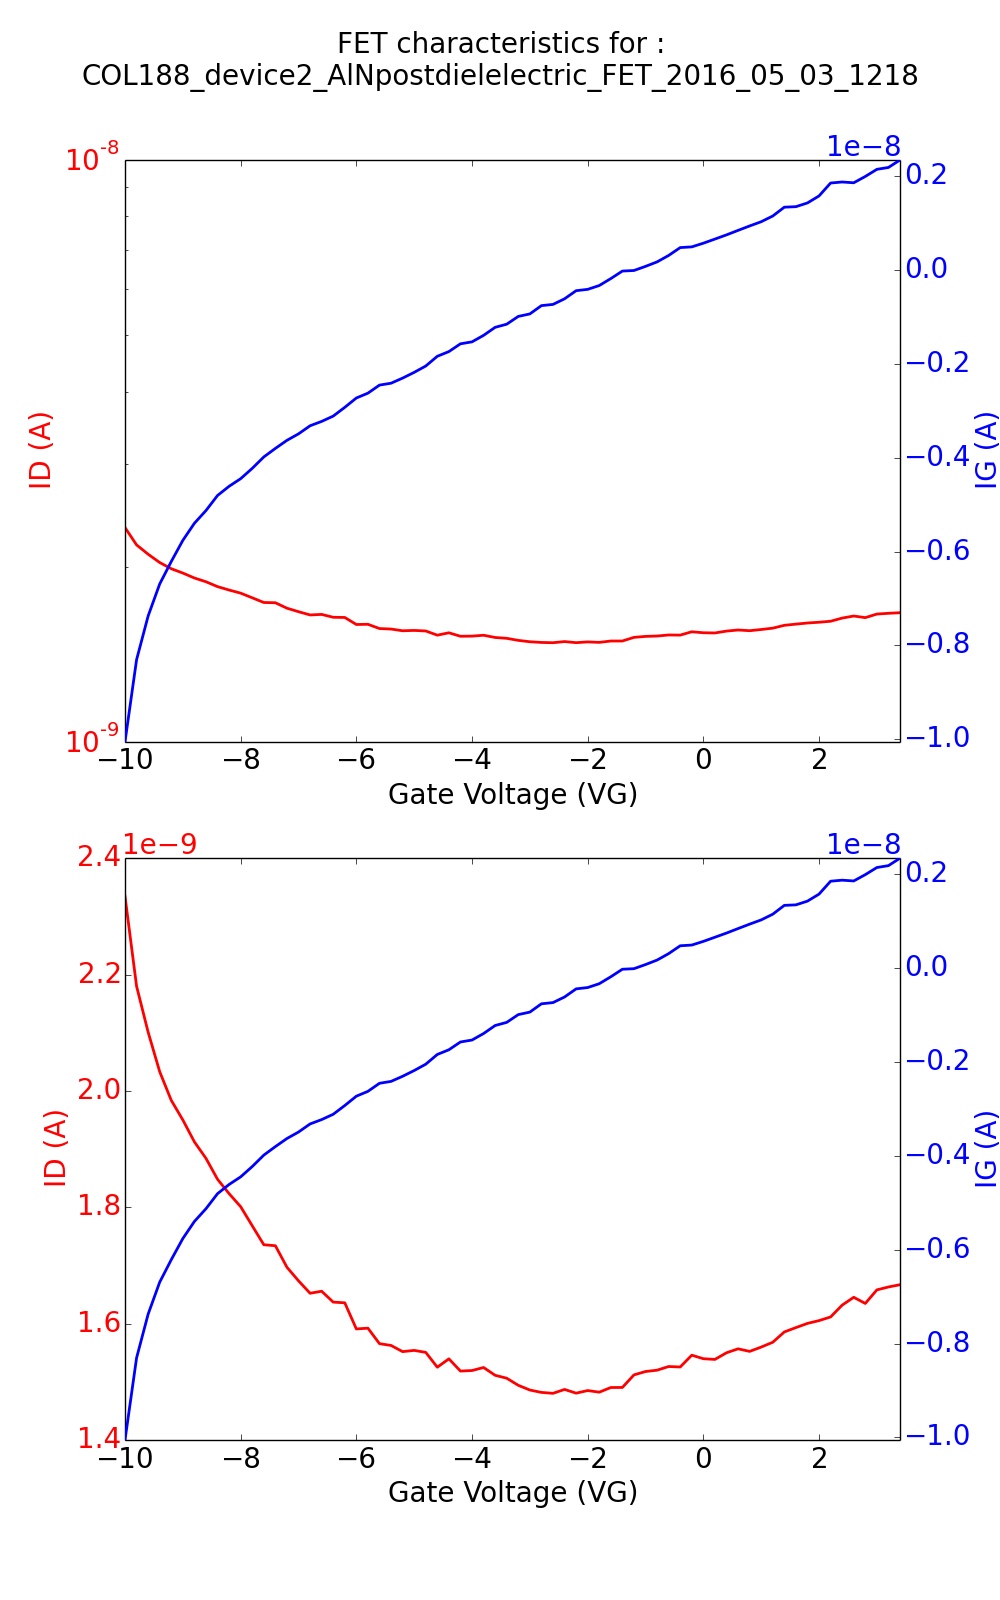 FET characteristics for :
COL188_device2_AlNpostdielelectric_FET_2016_05_03_1218
10-8
1e−8
0.2
0.0
−0.2
ID (A)
IG (A)
−0.4
−0.6
−0.8
10-9
−1.0
−10 −8 −6 −4 −2 0 2
Gate Voltage (VG)
1e−9
1e−8
2.4
2.2
2.0
1.8
1.6
1.4
ID (A)
0.2
0.0
−0.2
−0.4
−0.6
−0.8
−1.0
IG (A)
−10 −8 −6 −4 −2 0 2
Gate Voltage (VG)